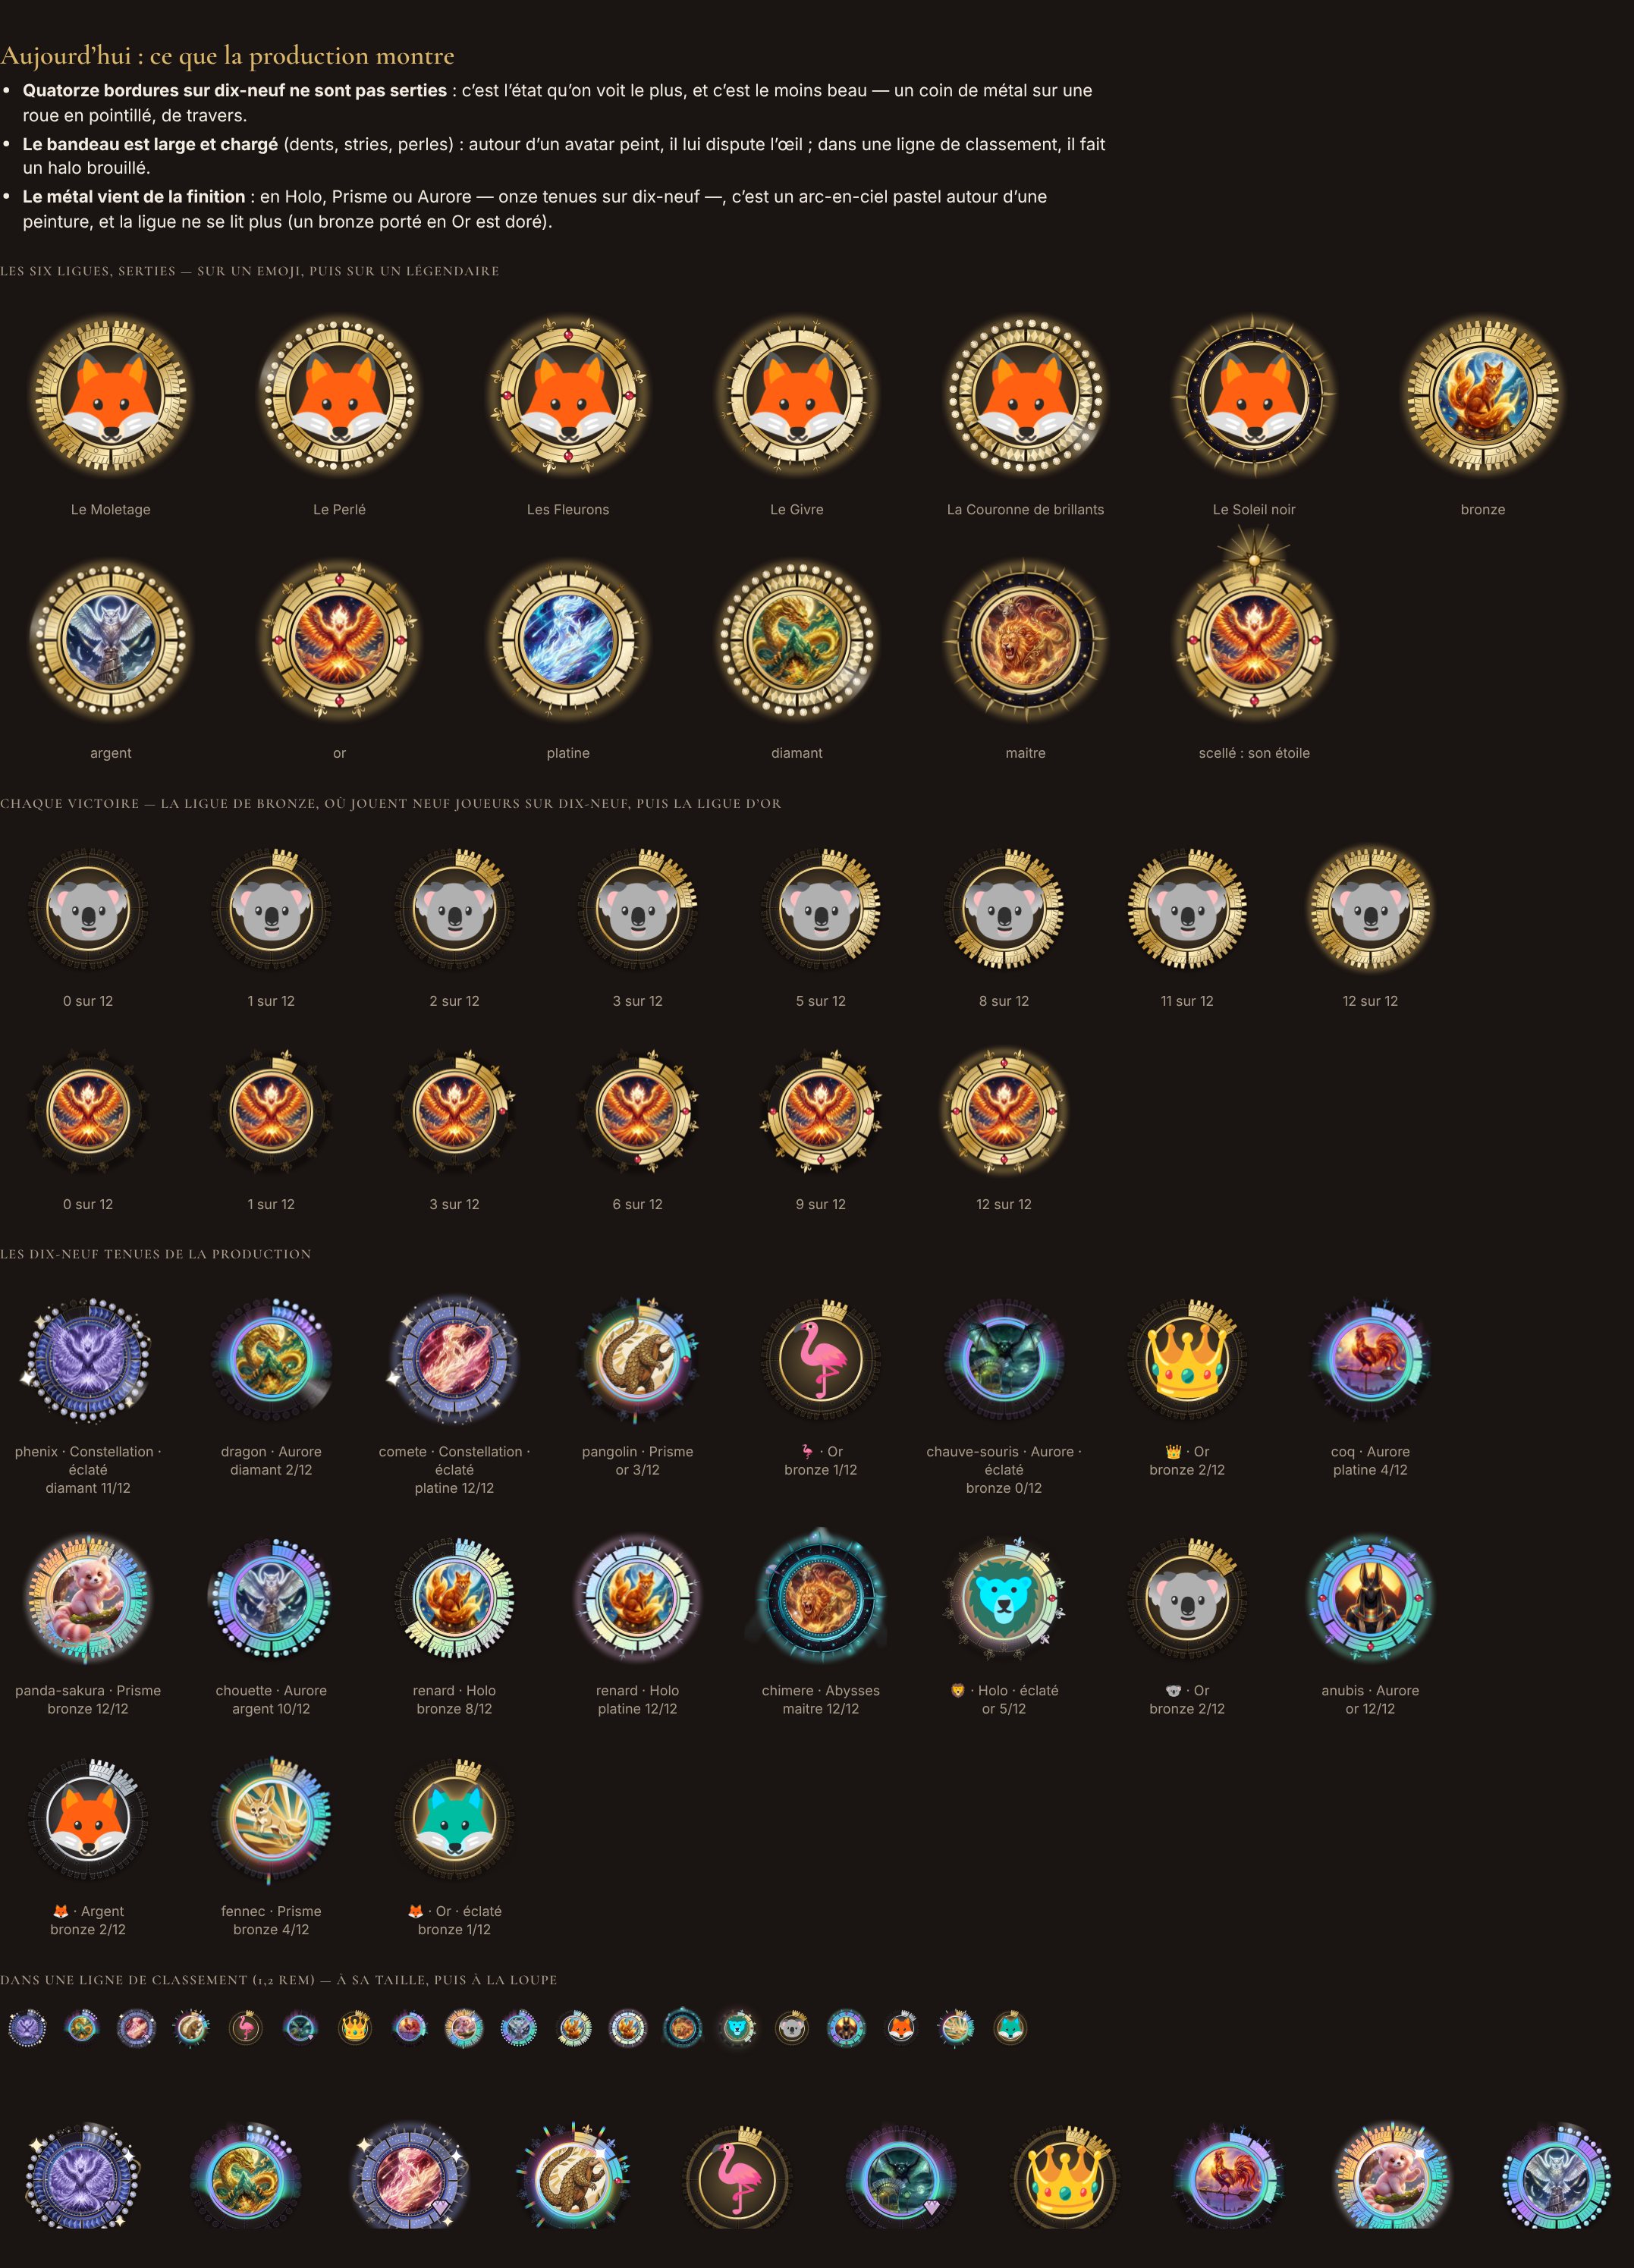 Aujourd’hui : ce que la production montre
• Quatorze bordures sur dix-neuf ne sont pas serties : c’est l’état qu’on voit le plus, et c’est le moins beau — un coin de métal sur une
roue en pointillé, de travers.
• Le bandeau est large et chargé (dents, stries, perles) : autour d’un avatar peint, il lui dispute l’œil ; dans une ligne de classement, il fait
un halo brouillé.
• Le métal vient de la finition : en Holo, Prisme ou Aurore — onze tenues sur dix-neuf —, c’est un arc-en-ciel pastel autour d’une
peinture, et la ligue ne se lit plus (un bronze porté en Or est doré).
LES SIX LIGUES, SERTIES — SUR UN EMOJI, PUIS SUR UN LÉGENDAIRE
Le Moletage
Le Perlé
Les Fleurons
Le Givre
La Couronne de brillants
Le Soleil noir
bronze
argent
or
platine
diamant
maitre
scellé : son étoile
CHAQUE VICTOIRE — LA LIGUE DE BRONZE, OÙ JOUENT NEUF JOUEURS SUR DIX-NEUF, PUIS LA LIGUE D’OR
0 sur 12
1 sur 12
2 sur 12
3 sur 12
5 sur 12
8 sur 12
11 sur 12
12 sur 12
0 sur 12
1 sur 12
3 sur 12
6 sur 12
9 sur 12
12 sur 12
LES DIX-NEUF TENUES DE LA PRODUCTION
phenix · Constellation ·
éclaté
diamant 11/12
dragon · Aurore
diamant 2/12
comete · Constellation ·
éclaté
platine 12/12
pangolin · Prisme
or 3/12
🦩 · Or
bronze 1/12
chauve-souris · Aurore ·
éclaté
bronze 0/12
👑 · Or
bronze 2/12
coq · Aurore
platine 4/12
panda-sakura · Prisme
bronze 12/12
chouette · Aurore
argent 10/12
renard · Holo
bronze 8/12
renard · Holo
platine 12/12
chimere · Abysses
maitre 12/12
🦁 · Holo · éclaté
or 5/12
🐨 · Or
bronze 2/12
anubis · Aurore
or 12/12
🦊 · Argent
bronze 2/12
fennec · Prisme
bronze 4/12
🦊 · Or · éclaté
bronze 1/12
DANS UNE LIGNE DE CLASSEMENT (1,2 REM) — À SA TAILLE, PUIS À LA LOUPE